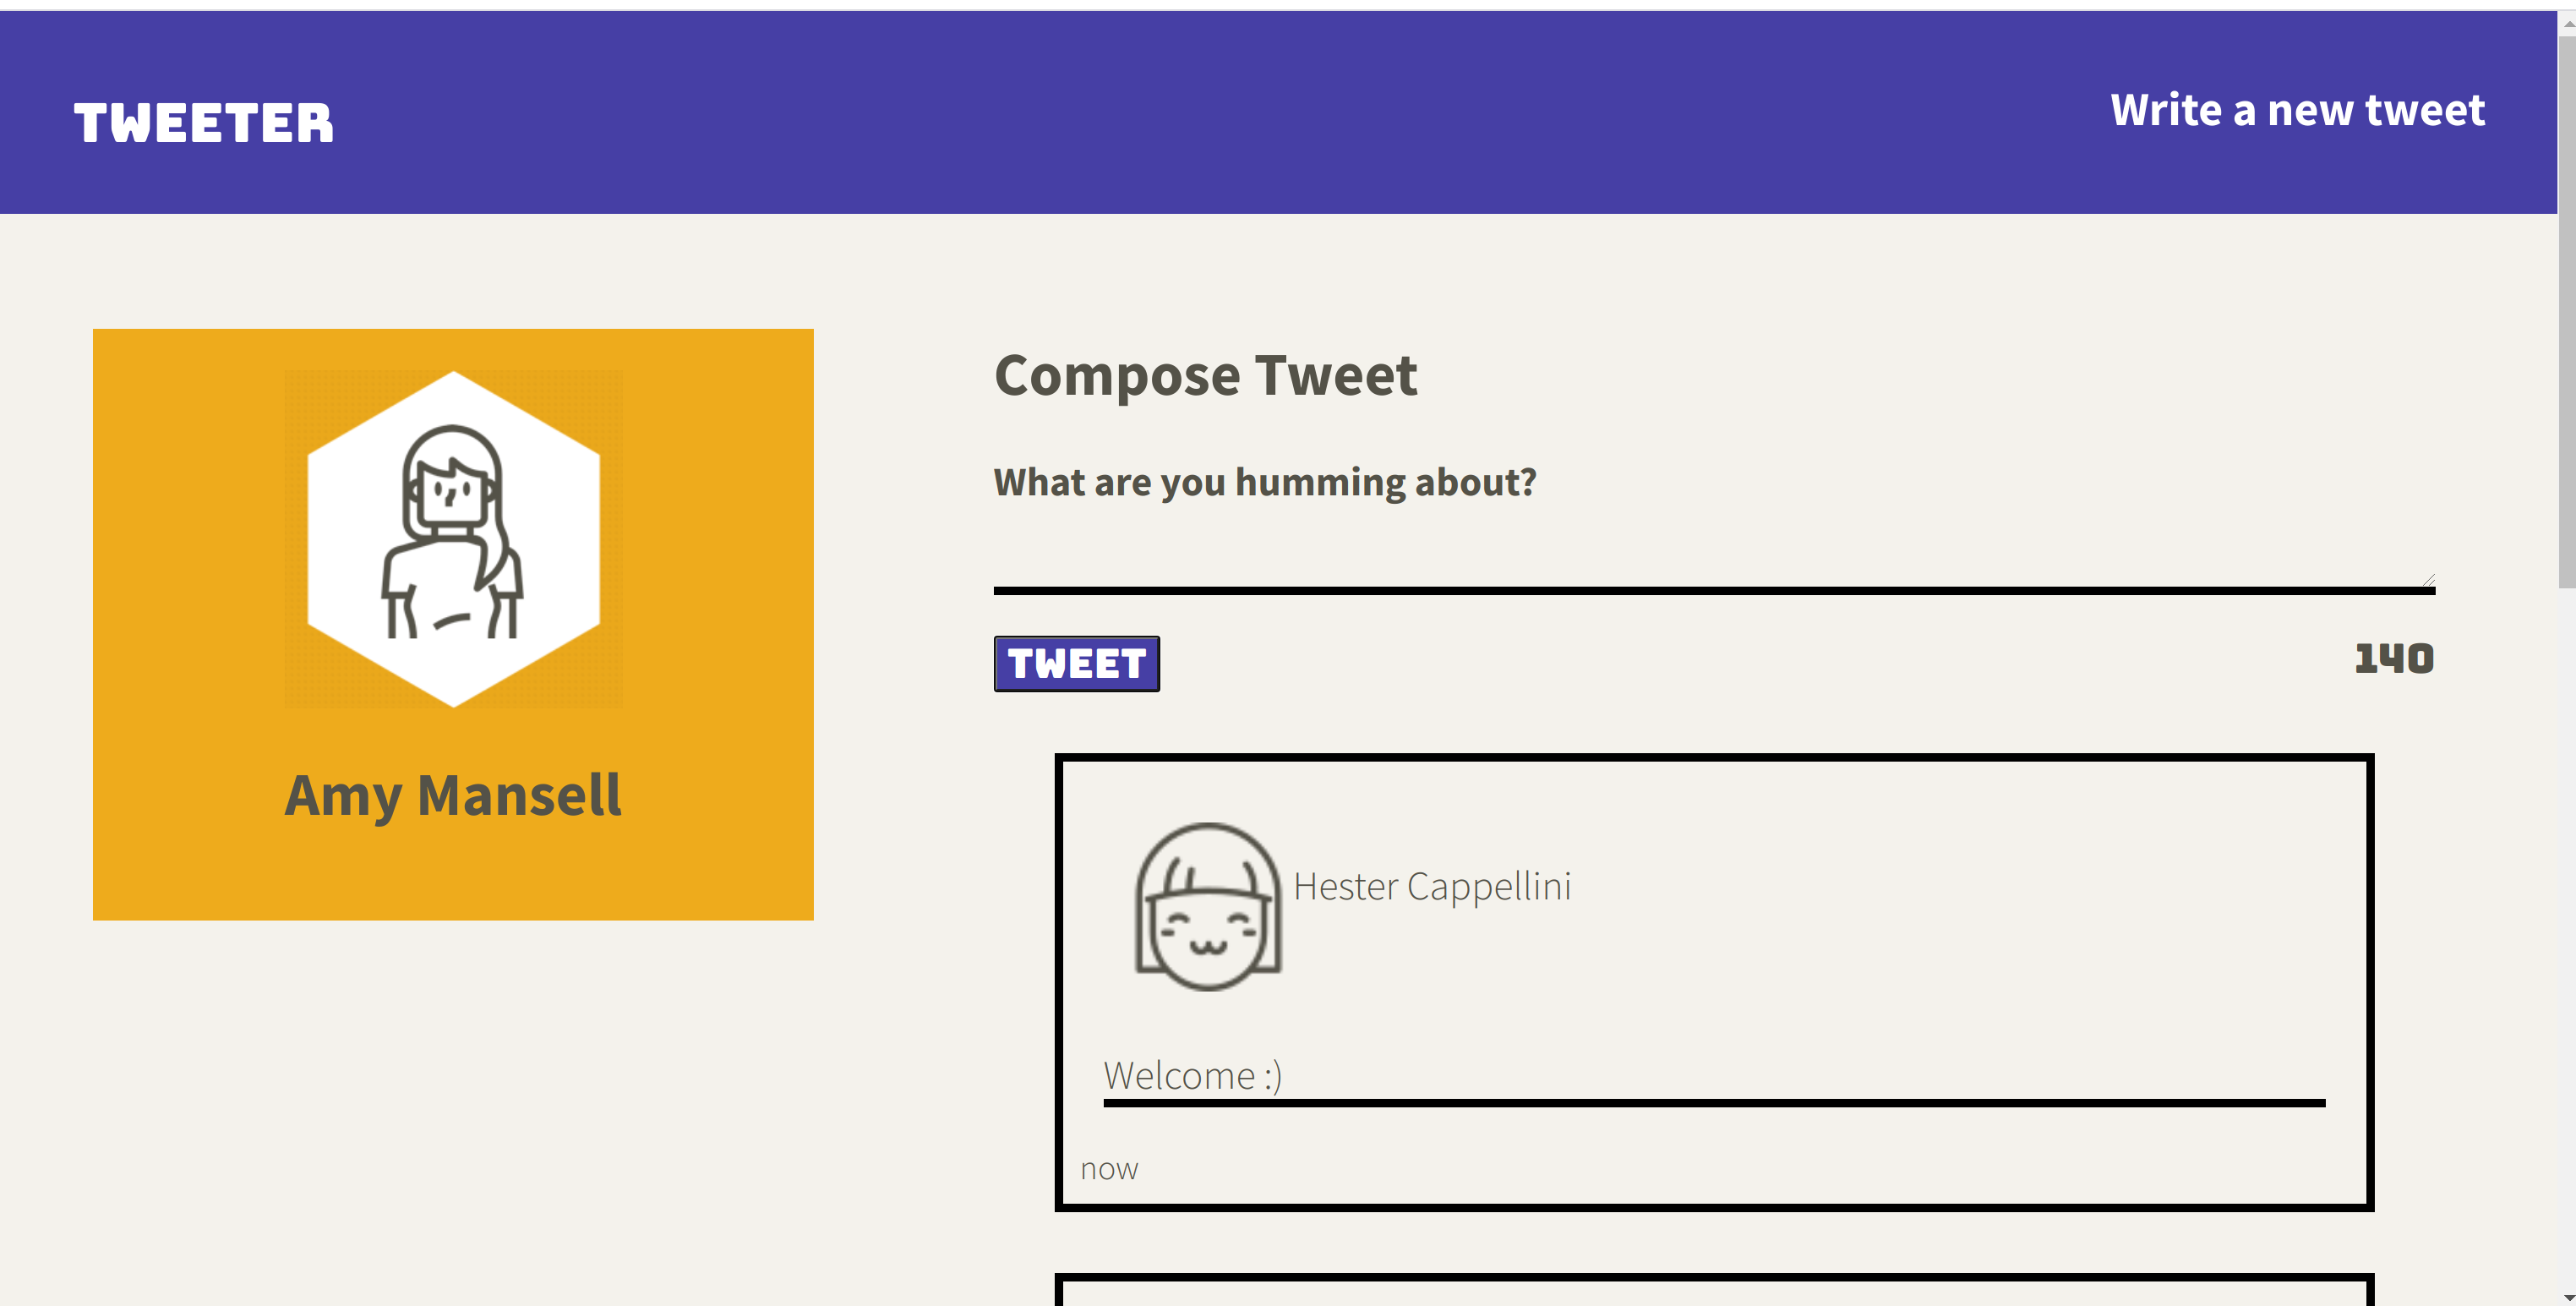 TWEETER
Write a new tweet
Amy Mansell
Compose Tweet
What are you humming about?
TWEET
140
Hester Cappellini
Welcome :)
now